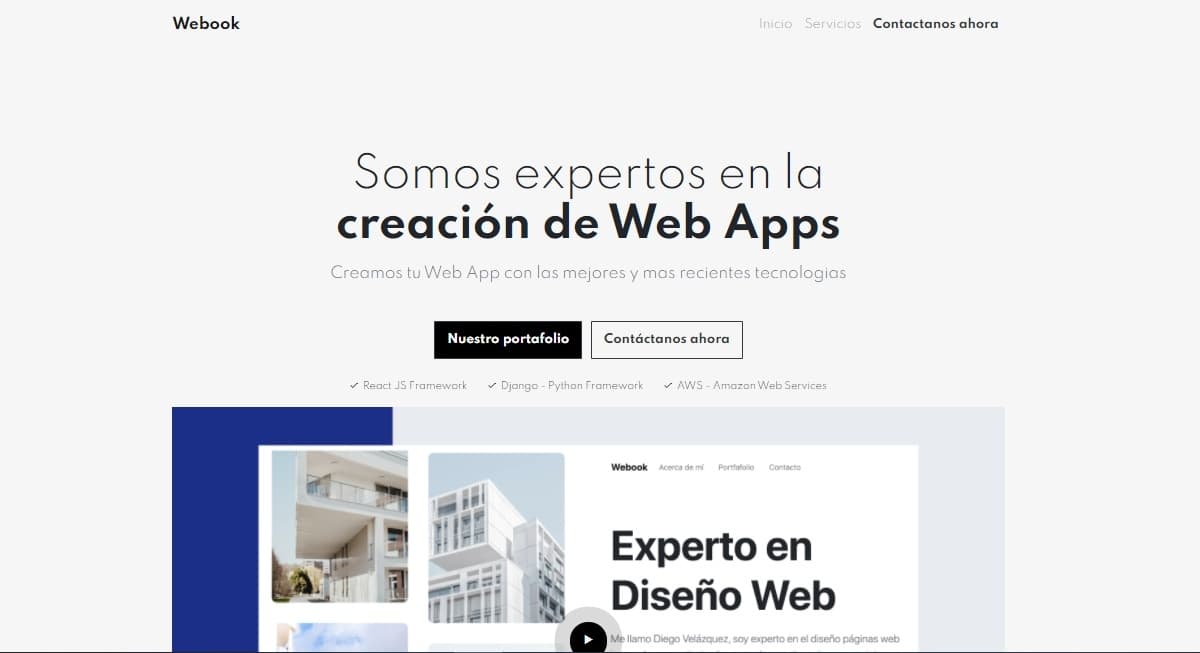 Webook
Inicio Servicios Contactanos ahora
Somos expertos en la
creación de Web Apps
Creamos tu Web App con las mejores y mas recientes tecnologias
Nuestro portafolio Contáctanos ahora
React JS Framework Django - Python Framework AWS - Amazon Web Services
Webook Acerca de mí Portfafolio Contacto
Experto en
Diseño Web
Me llamo Diego Velázquez, soy experto en el diseño páginas web